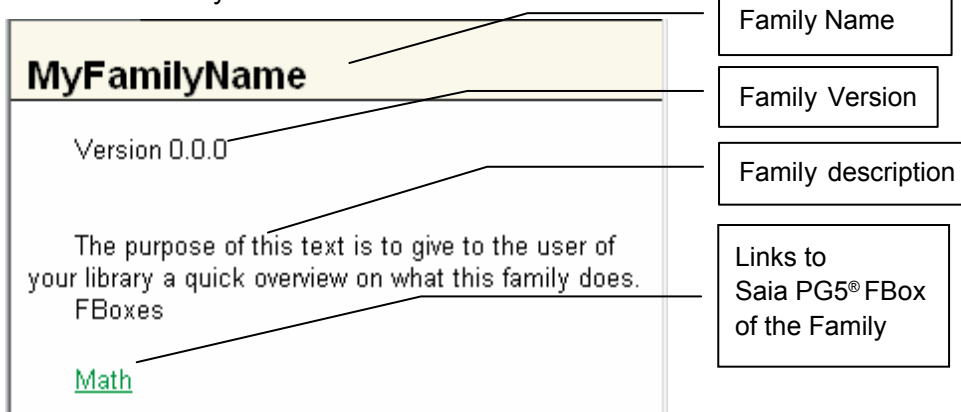 Family Name
MyFamilyName
Family Version
Version 0.0.0
Family description
The purpose of this text is to give to the user of
your library a quick overview on what this family does.
FBoxes
Links to
Saia PG5® FBox
of the Family
Math